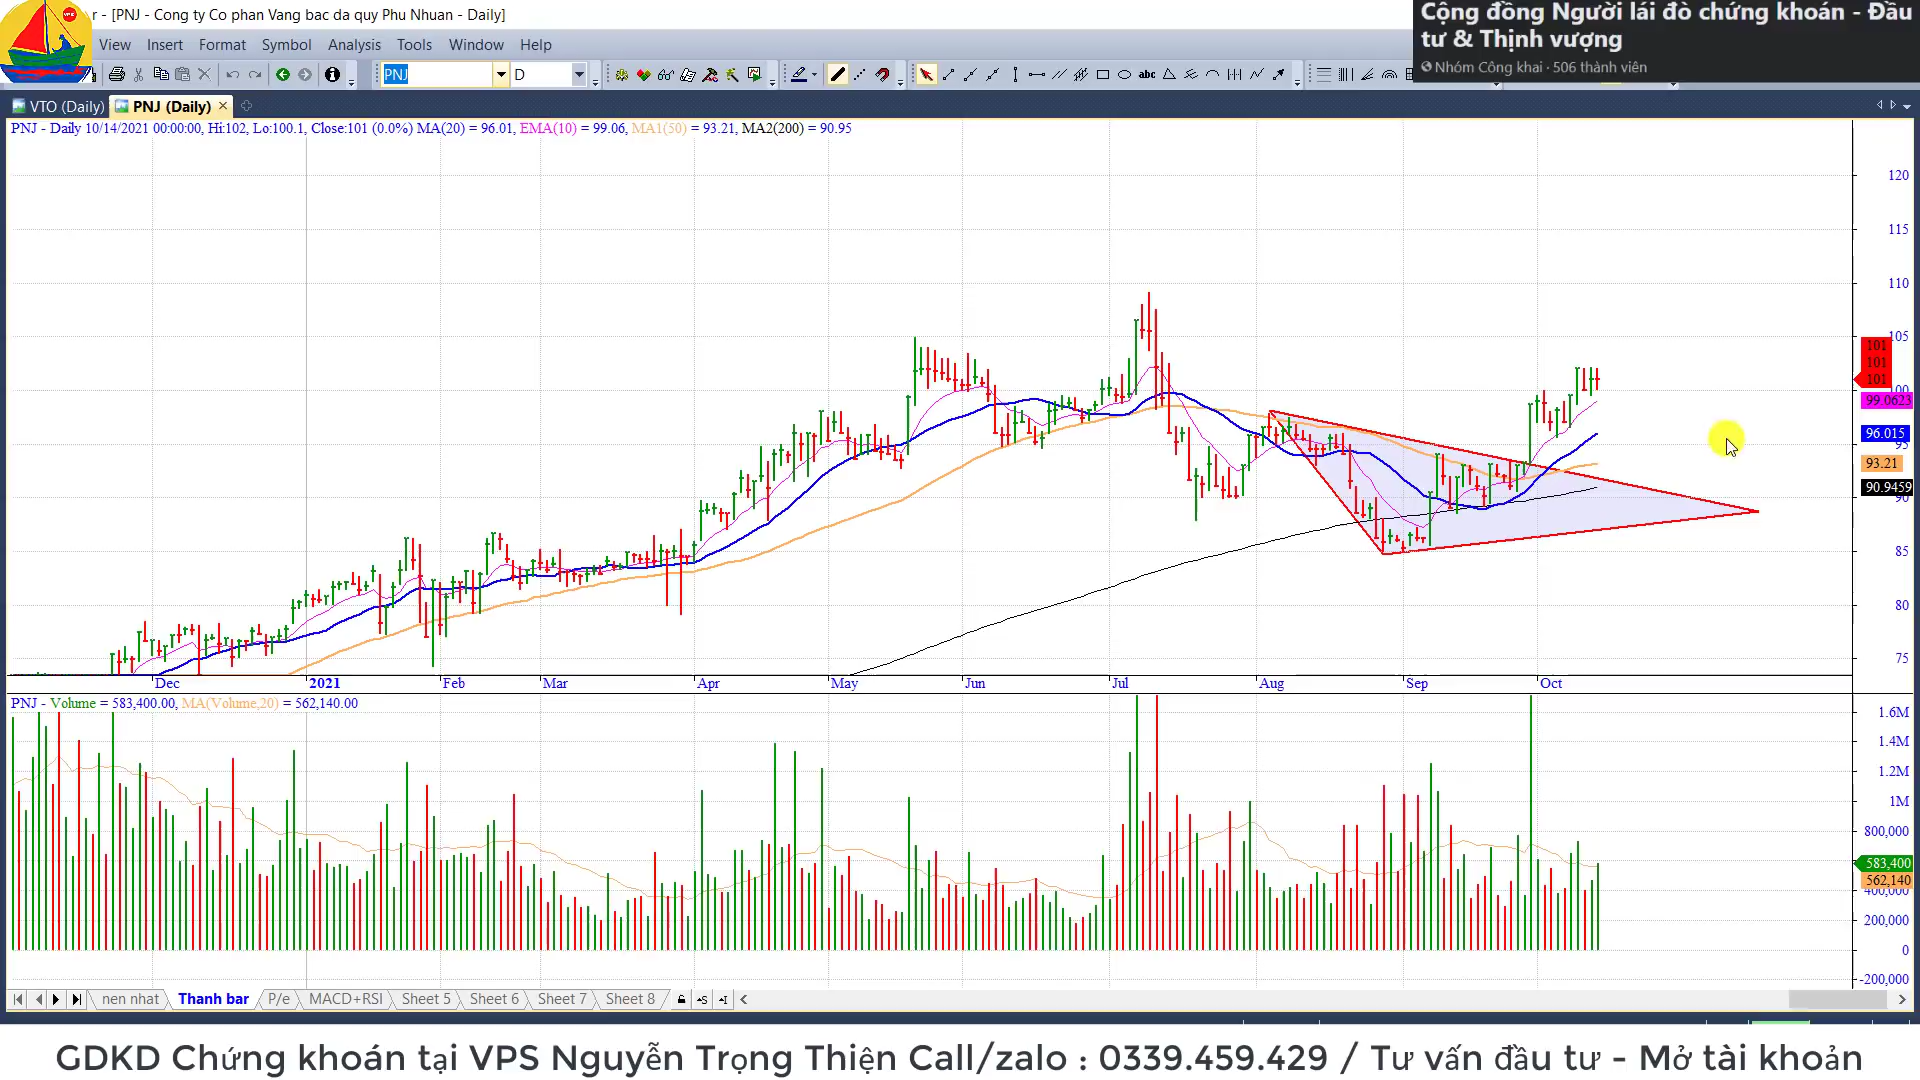 r - [PNJ - Cong ty Co phan Vang bac da quy Phu Nhuan - Daily]
Cộng đồng Người lái đò chứng khoán - Đầu
tư & Thịnh vượng
Nhóm Công khai · 506 thành viên
VPS
View Insert Format Symbol Analysis Tools Window Help
PNJ D abc
VTO (Daily) PNJ (Daily)
PNJ - Daily 10/14/2021 00:00:00, Hi:102, Lo:100.1, Close:101 (0.0%) MA(20) = 96.01, EMA(10) = 99.06, MA1(50) = 93.21, MA2(200) = 90.95
120
115
110
105
101
101
101
100
99.0623
96.015
95
93.21
90.9459
90
85
80
75
Dec 2021 Feb Mar Apr May Jun Jul Aug Sep Oct
PNJ - Volume = 583,400.00, MA(Volume,20) = 562,140.00
1.6M
1.4M
1.2M
1M
800,000
583,400
562,140
400,000
200,000
0
-200,000
nen nhat Thanh bar P/e MACD+RSI Sheet 5 Sheet 6 Sheet 7 Sheet 8
GDKD Chứng khoán tại VPS Nguyễn Trọng Thiện Call/zalo : 0339.459.429 / Tư vấn đầu tư - Mở tài khoản